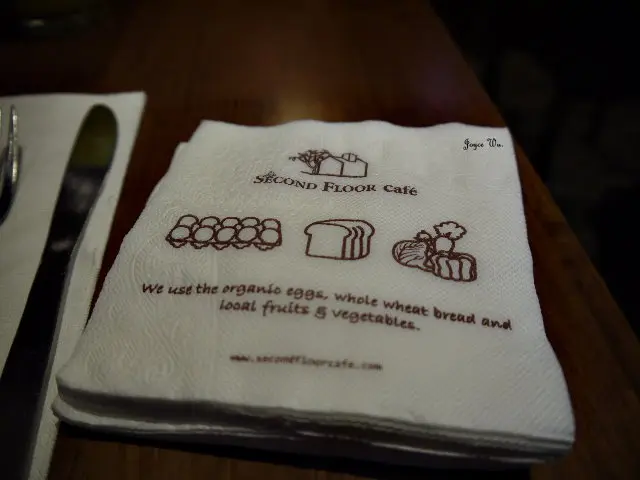 Joyce Wu.
SECOND FLOOR café
We use the organic eggs, whole wheat bread and
local fruits & vegetables.
www.secondfloorcafe.com